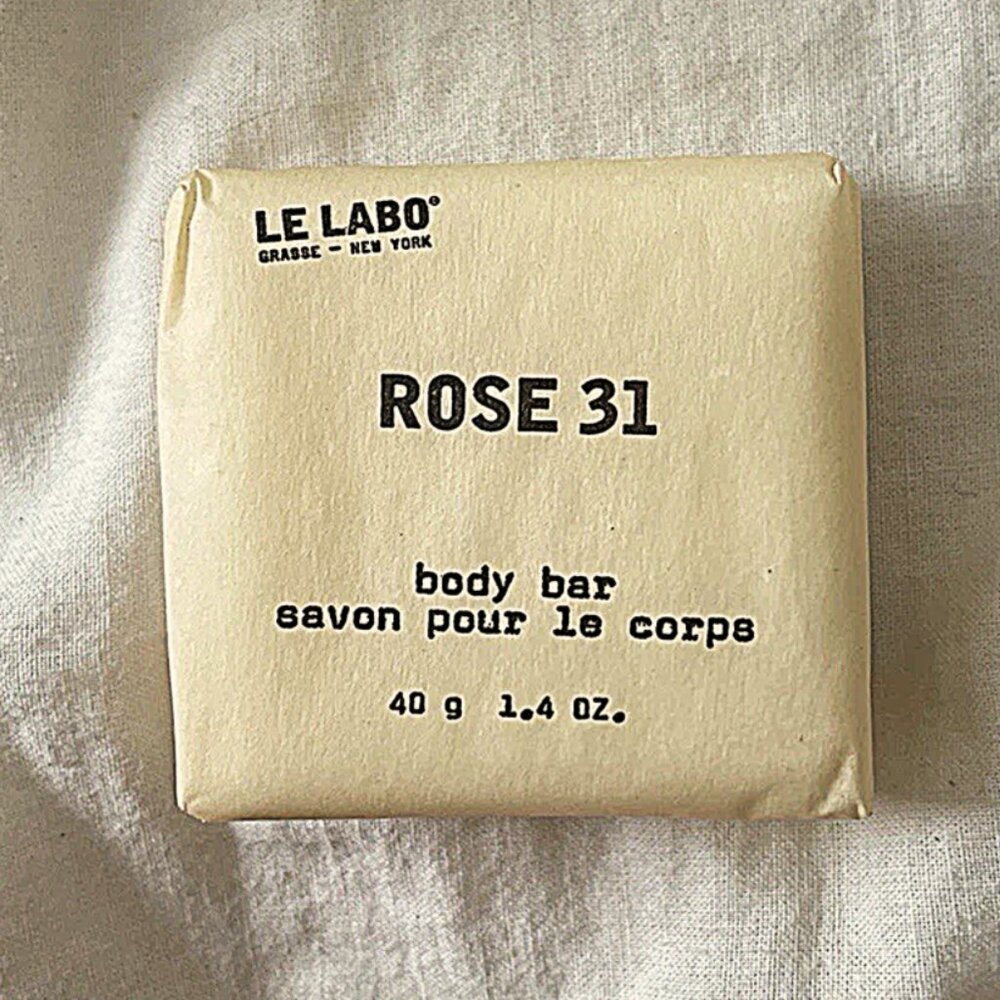 LE LABO®
GRASSE — NEW YORK
ROSE 31
body bar
savon pour le corps
40 g 1.4 OZ.